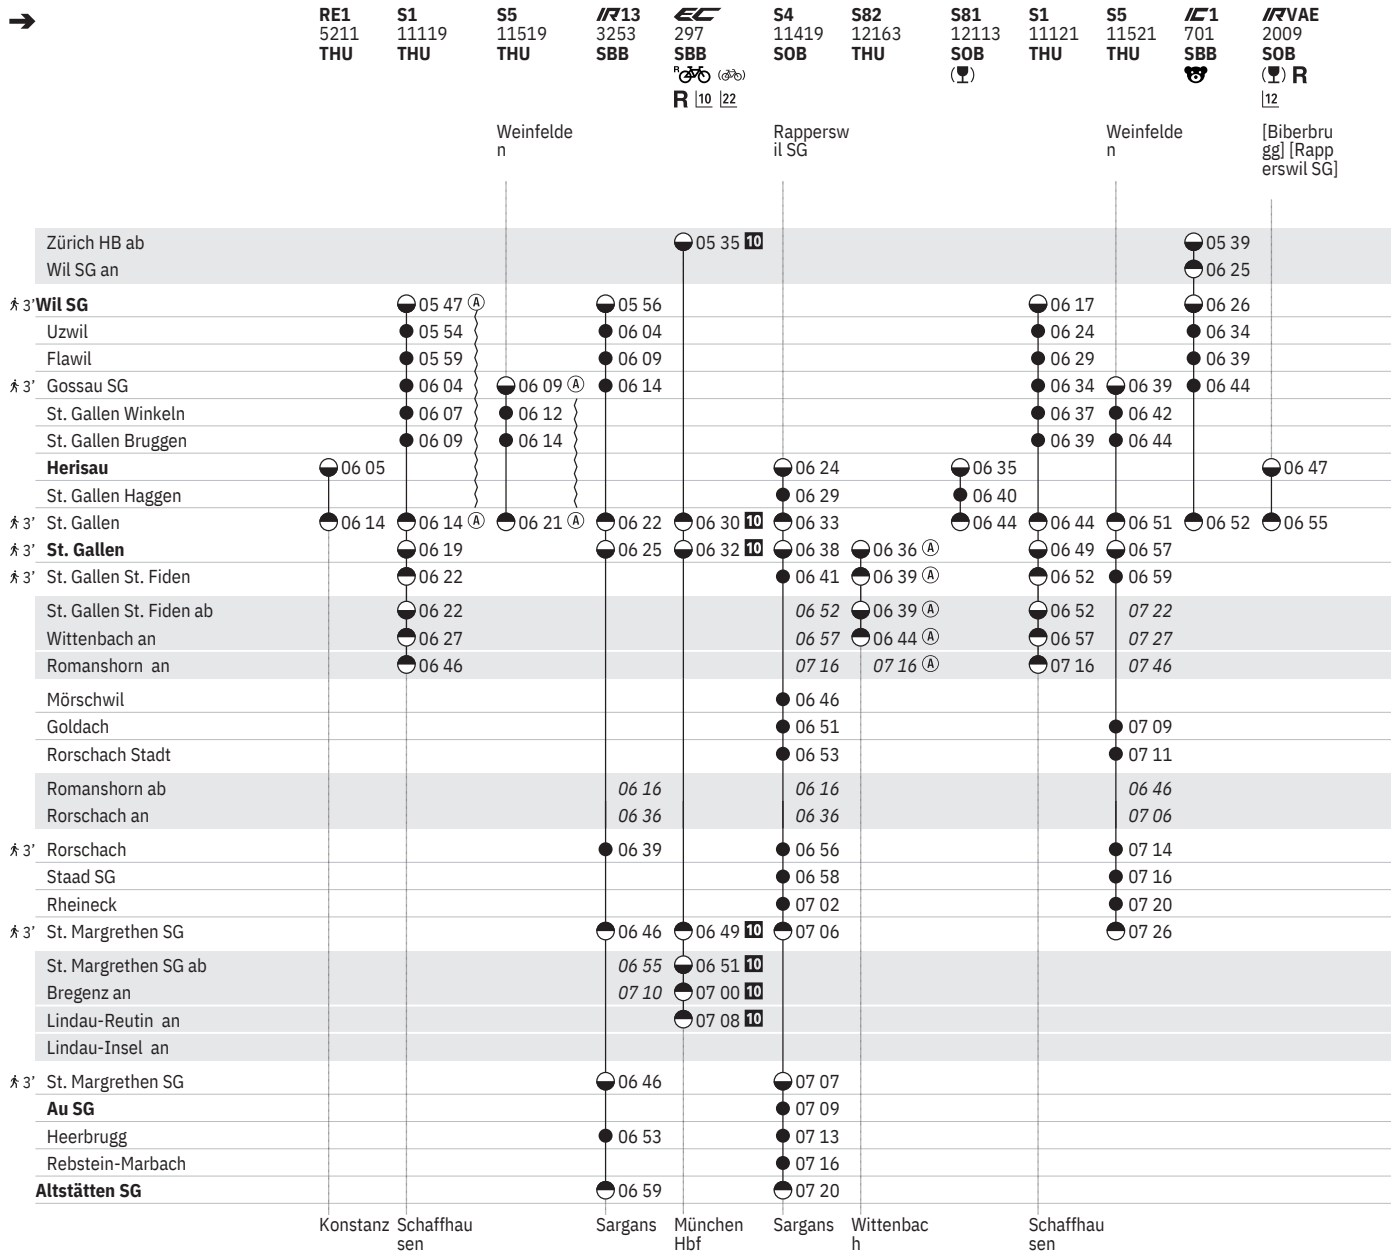 RE1 S1 S5 IR13 EC S4 S82 S81 S1 S5 IC1 IRVAE
5211 11119 11519 3253 297 11419 12163 12113 11121 11521 701 2009
THU THU THU SBB SBB SOB THU SOB THU THU SBB SOB
R R
R 10 22 12
Weinfelde Rappersw Weinfelde [Biberbru
n il SG n gg] [Rapp
erswil SG]
Zürich HB ab 05 35 10 05 39
Wil SG an 06 25
3' Wil SG 05 47 A 05 56 06 17 06 26
Uzwil 05 54 06 04 06 24 06 34
Flawil 05 59 06 09 06 29 06 39
3' Gossau SG 06 04 06 09 A 06 14 06 34 06 39 06 44
St. Gallen Winkeln 06 07 06 12 06 37 06 42
St. Gallen Bruggen 06 09 06 14 06 39 06 44
Herisau 06 05 06 24 06 35 06 47
St. Gallen Haggen 06 29 06 40
3' St. Gallen 06 14 06 14 A 06 21 A 06 22 06 30 10 06 33 06 44 06 44 06 51 06 52 06 55
3' St. Gallen 06 19 06 25 06 32 10 06 38 06 36 A 06 49 06 57
3' St. Gallen St. Fiden 06 22 06 41 06 39 A 06 52 06 59
St. Gallen St. Fiden ab 06 22 06 52 06 39 A 06 52 07 22
Wittenbach an 06 27 06 57 06 44 A 06 57 07 27
Romanshorn an 06 46 07 16 07 16 A 07 16 07 46
Mörschwil 06 46
Goldach 06 51 07 09
Rorschach Stadt 06 53 07 11
Romanshorn ab 06 16 06 16 06 46
Rorschach an 06 36 06 36 07 06
3' Rorschach 06 39 06 56 07 14
Staad SG 06 58 07 16
Rheineck 07 02 07 20
3' St. Margrethen SG 06 46 06 49 10 07 06 07 26
St. Margrethen SG ab 06 55 06 51 10
Bregenz an 07 10 07 00 10
Lindau-Reutin an 07 08 10
Lindau-Insel an
3' St. Margrethen SG 06 46 07 07
Au SG 07 09
Heerbrugg 06 53 07 13
Rebstein-Marbach 07 16
Altstätten SG 06 59 07 20
Konstanz Schaffhau Sargans München Sargans Wittenbac Schaffhau
sen Hbf h sen